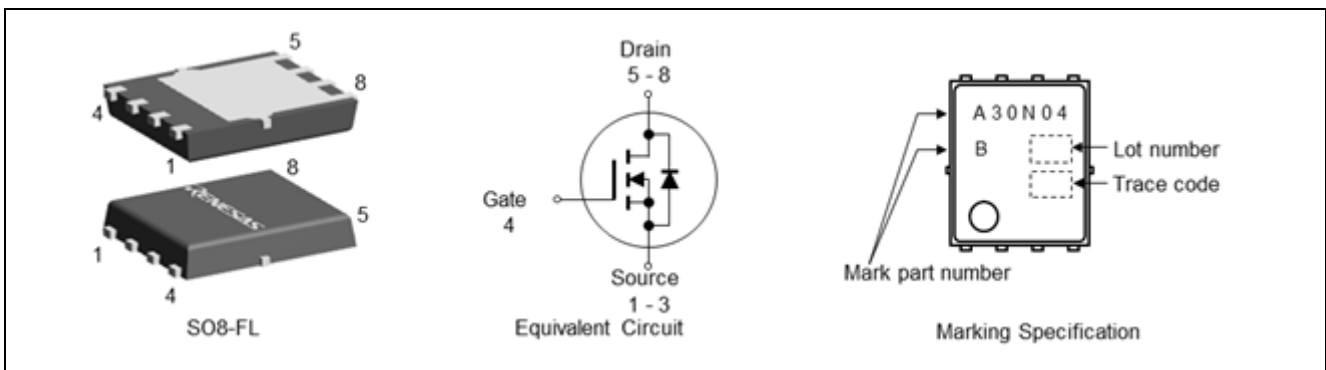 5
8
4
1
8
RENESAS
5
1
4
SO8-FL
Drain
5 - 8
Gate
4
Source
1 - 3
Equivalent Circuit
A30N04
B
Lot number
Trace code
Mark part number
Marking Specification